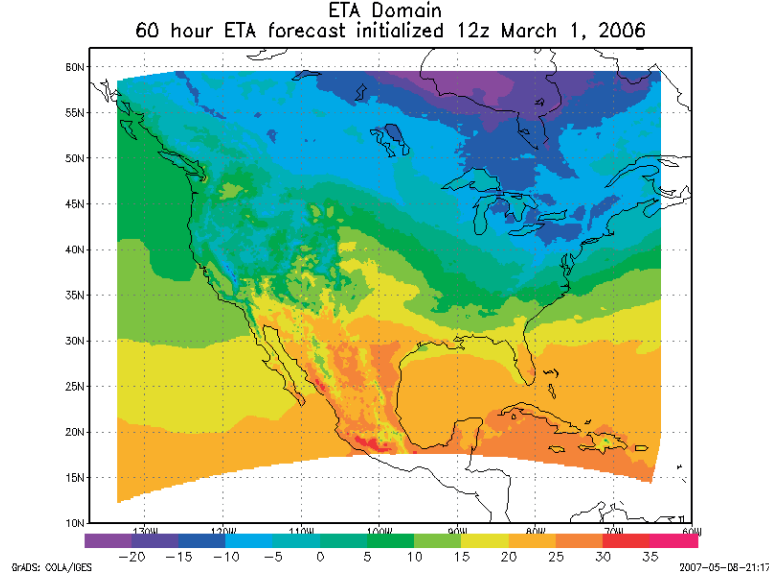 ETA Domain
60 hour ETA forecast initialized 12z March 1, 2006
60N
55N
50N
45N
40N
35N
30N
25N
20N
15N
10N
130W 120W 110W 100W 90W 80W 70W 60W
-20 -15 -10 -5 0 5 10 15 20 25 30 35
GrADS: COLA/IGES
2007-05-08-21:17